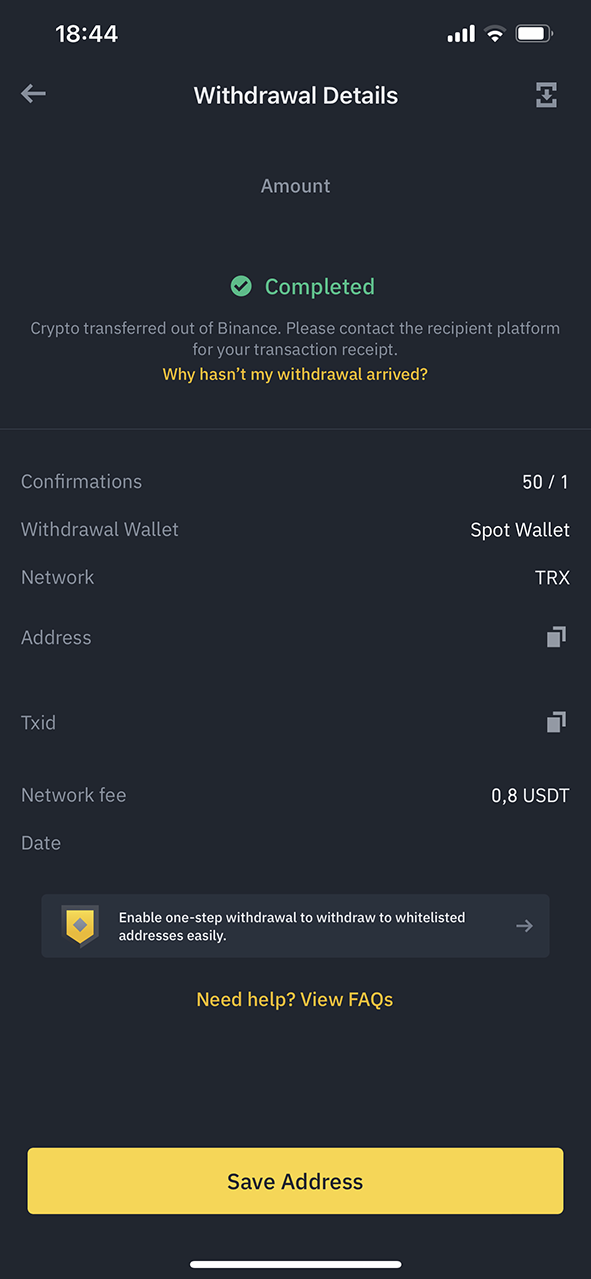 18:44
Withdrawal Details
Amount
Completed
Crypto transferred out of Binance. Please contact the recipient platform
for your transaction receipt.
Why hasn’t my withdrawal arrived?
Confirmations 50 / 1
Withdrawal Wallet Spot Wallet
Network TRX
Address
Txid
Network fee 0,8 USDT
Date
Enable one-step withdrawal to withdraw to whitelisted
addresses easily.
Need help? View FAQs
Save Address